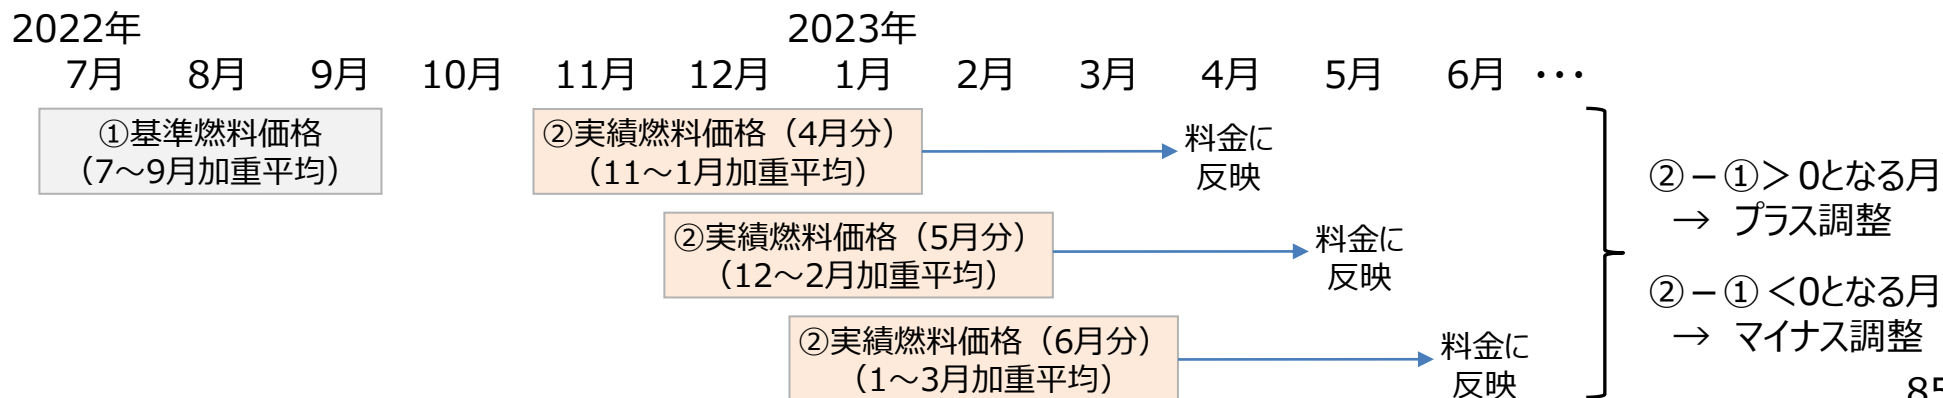 2022年 2023年
7月 8月 9月 10月 11月 12月 1月 2月 3月 4月 5月 6月 ･･･
①基準燃料価格
（7～9月加重平均）
②実績燃料価格（4月分）
（11～1月加重平均）
料金に
反映
②実績燃料価格（5月分）
（12～2月加重平均）
料金に
反映
②実績燃料価格（6月分）
（1～3月加重平均）
料金に
反映
②－①＞0となる月
→ プラス調整
②－①＜0となる月
→ マイナス調整
85